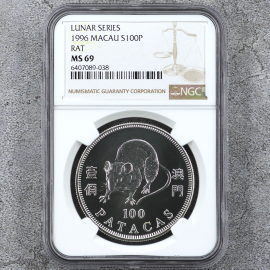 LUNAR SERIES
1996 MACAU S100P
RAT
MS 69
6407089-038
NUMISMATIC GUARANTY CORPORATION
NGC
壹佰 澳門
100
PATACAS